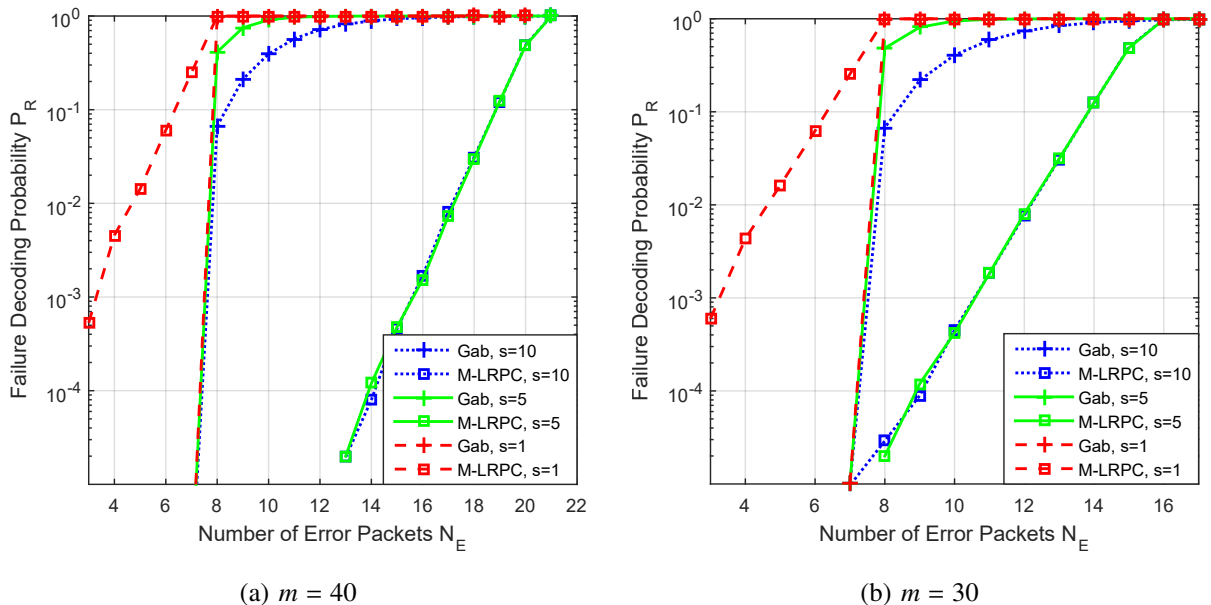 10^0
10^-1
10^-2
10^-3
10^-4
Failure Decoding Probability P_R
4 6 8 10 12 14 16 18 20 22
Number of Error Packets N_E
Gab, s=10
M-LRPC, s=10
Gab, s=5
M-LRPC, s=5
Gab, s=1
M-LRPC, s=1
(a) m = 40
10^0
10^-1
10^-2
10^-3
10^-4
Failure Decoding Probability P_R
4 6 8 10 12 14 16
Number of Error Packets N_E
Gab, s=10
M-LRPC, s=10
Gab, s=5
M-LRPC, s=5
Gab, s=1
M-LRPC, s=1
(b) m = 30